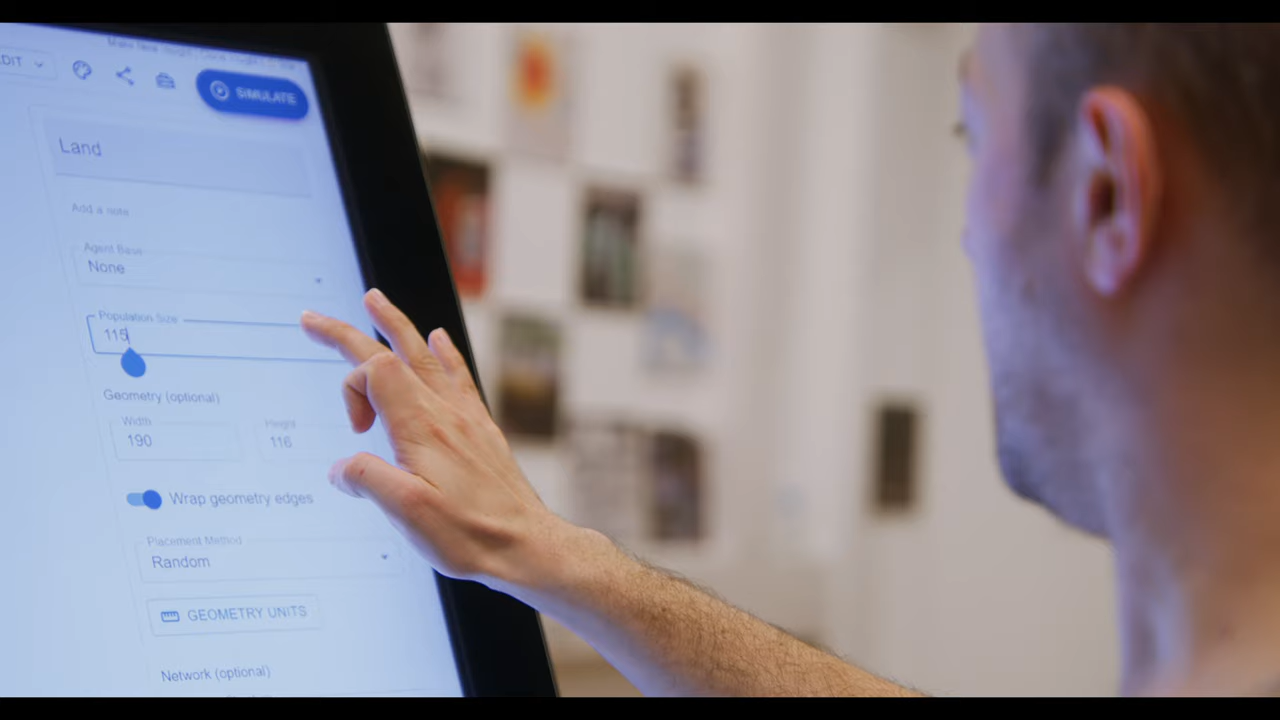 DIT
SIMULATE
Land
Add a note
Agent Base
None
Population Size
115
Geometry (optional)
Width Height
190 116
Wrap geometry edges
Placement Method
Random
GEOMETRY UNITS
Network (optional)